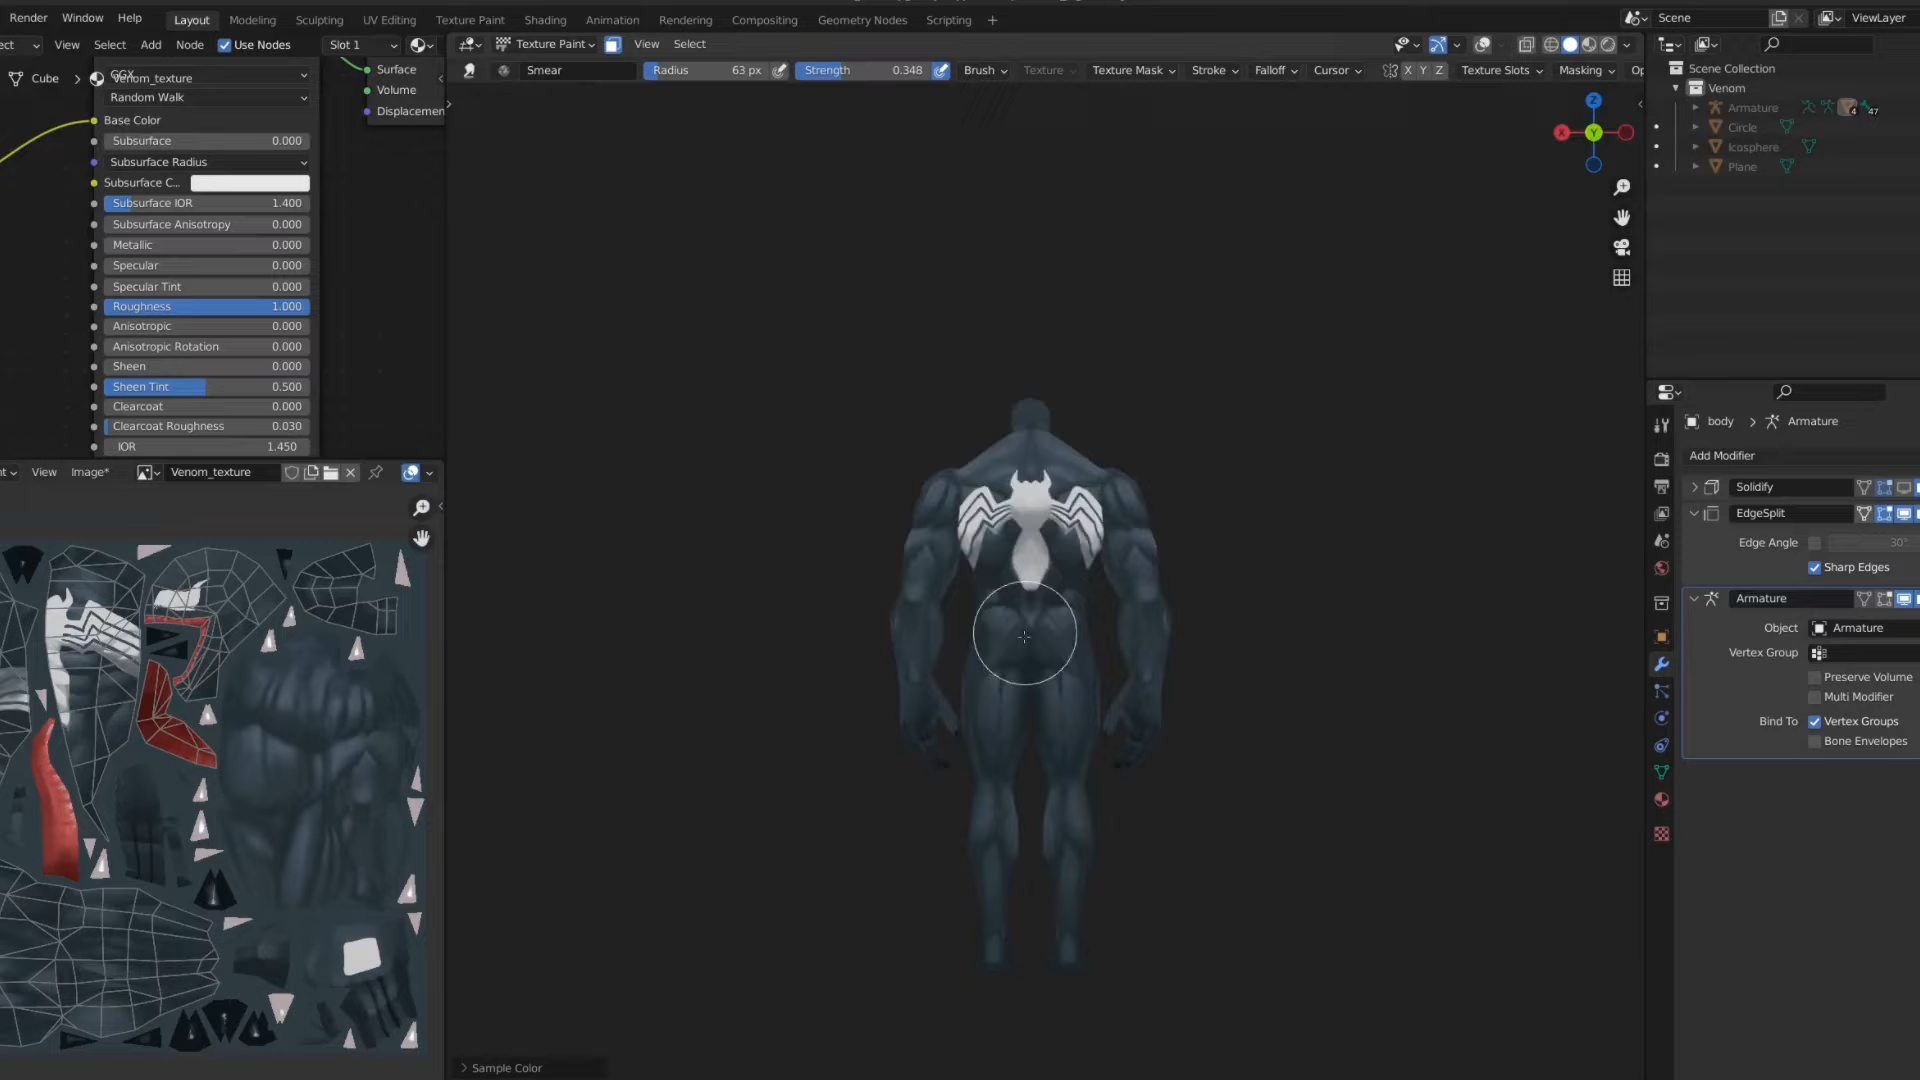 Render Window Help Layout Modeling Sculpting UV Editing Texture Paint Shading Animation Rendering Compositing Geometry Nodes Scripting + Scene ViewLayer
ect View Select Add Node Use Nodes Slot 1 Texture Paint View Select
Smear Radius 63 px Strength 0.348 Brush Texture Texture Mask Stroke Falloff Cursor X Y Z Texture Slots Masking Op
Cube > Venom_texture
GGX
Random Walk
Base Color
Subsurface 0.000
Subsurface Radius
Subsurface C...
Subsurface IOR 1.400
Subsurface Anisotropy 0.000
Metallic 0.000
Specular 0.000
Specular Tint 0.000
Roughness 1.000
Anisotropic 0.000
Anisotropic Rotation 0.000
Sheen 0.000
Sheen Tint 0.500
Clearcoat 0.000
Clearcoat Roughness 0.030
IOR 1.450
Surface
Volume
Displacemen
nt View Image* Venom_texture
Z
X Y
Sample Color
Scene Collection
Venom
Armature 4 47
Circle
Icosphere
Plane
body > Armature
Add Modifier
Solidify
EdgeSplit
Edge Angle 30°
Sharp Edges
Armature
Object Armature
Vertex Group
Preserve Volume
Multi Modifier
Bind To Vertex Groups
Bone Envelopes